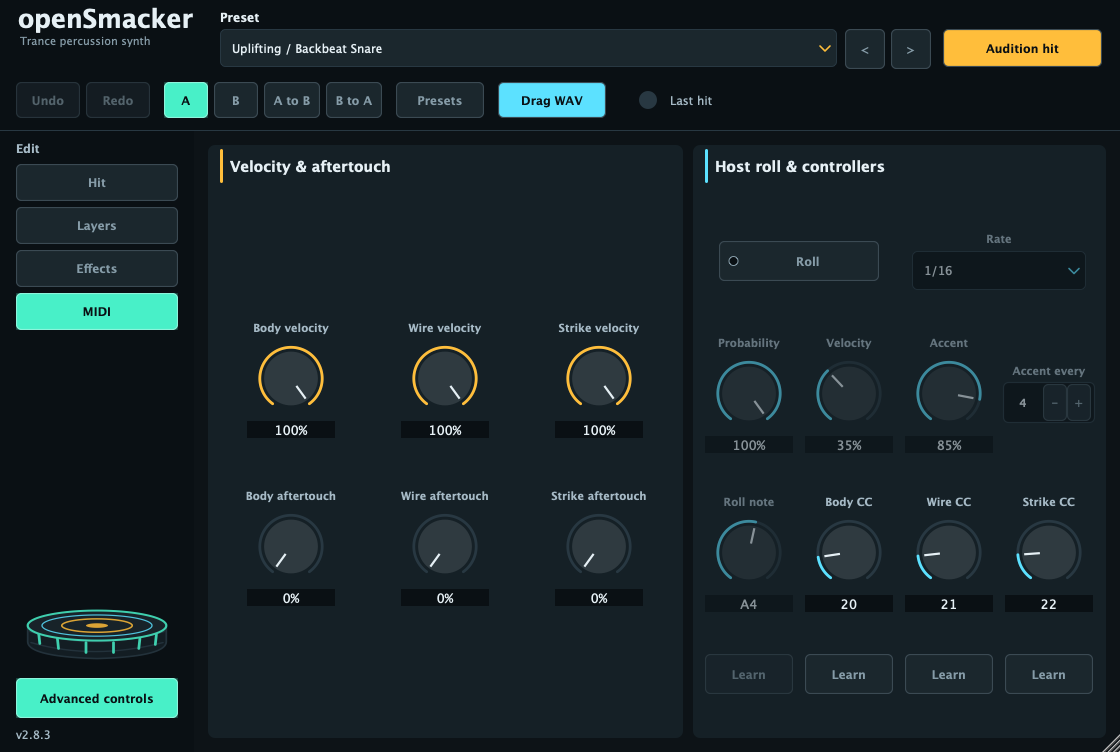 openSmacker
Trance percussion synth
Preset
Uplifting / Backbeat Snare
<
>
Audition hit
Undo
Redo
A
B
A to B
B to A
Presets
Drag WAV
Last hit
Edit
Hit
Layers
Effects
MIDI
Advanced controls
v2.8.3
Velocity & aftertouch
Body velocity
Wire velocity
Strike velocity
100%
100%
100%
Body aftertouch
Wire aftertouch
Strike aftertouch
0%
0%
0%
Host roll & controllers
Roll
Rate
1/16
Probability
Velocity
Accent
Accent every
4
-
+
100%
35%
85%
Roll note
Body CC
Wire CC
Strike CC
A4
20
21
22
Learn
Learn
Learn
Learn